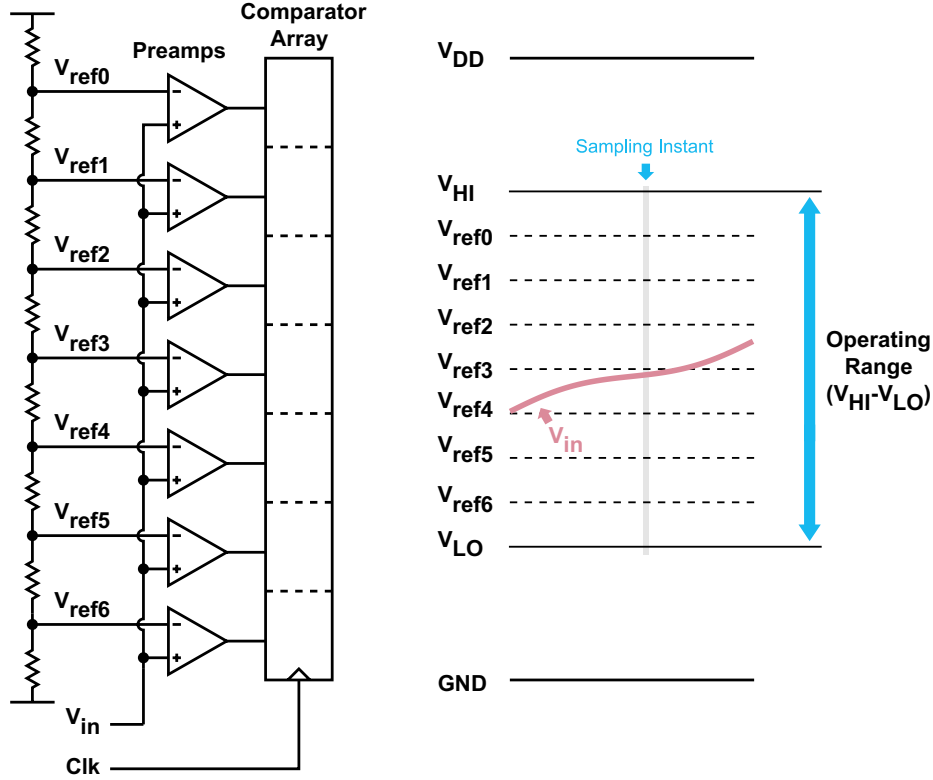 Comparator
Array
Preamps
Vref0
Vref1
Vref2
Vref3
Vref4
Vref5
Vref6
+
−
+
−
+
−
+
−
+
−
+
−
+
−
Vin
Clk
VDD
Sampling Instant
VHI
Vref0
Vref1
Vref2
Vref3
Vref4
Vin
Vref5
Vref6
VLO
GND
Operating
Range
(VHI-VLO)